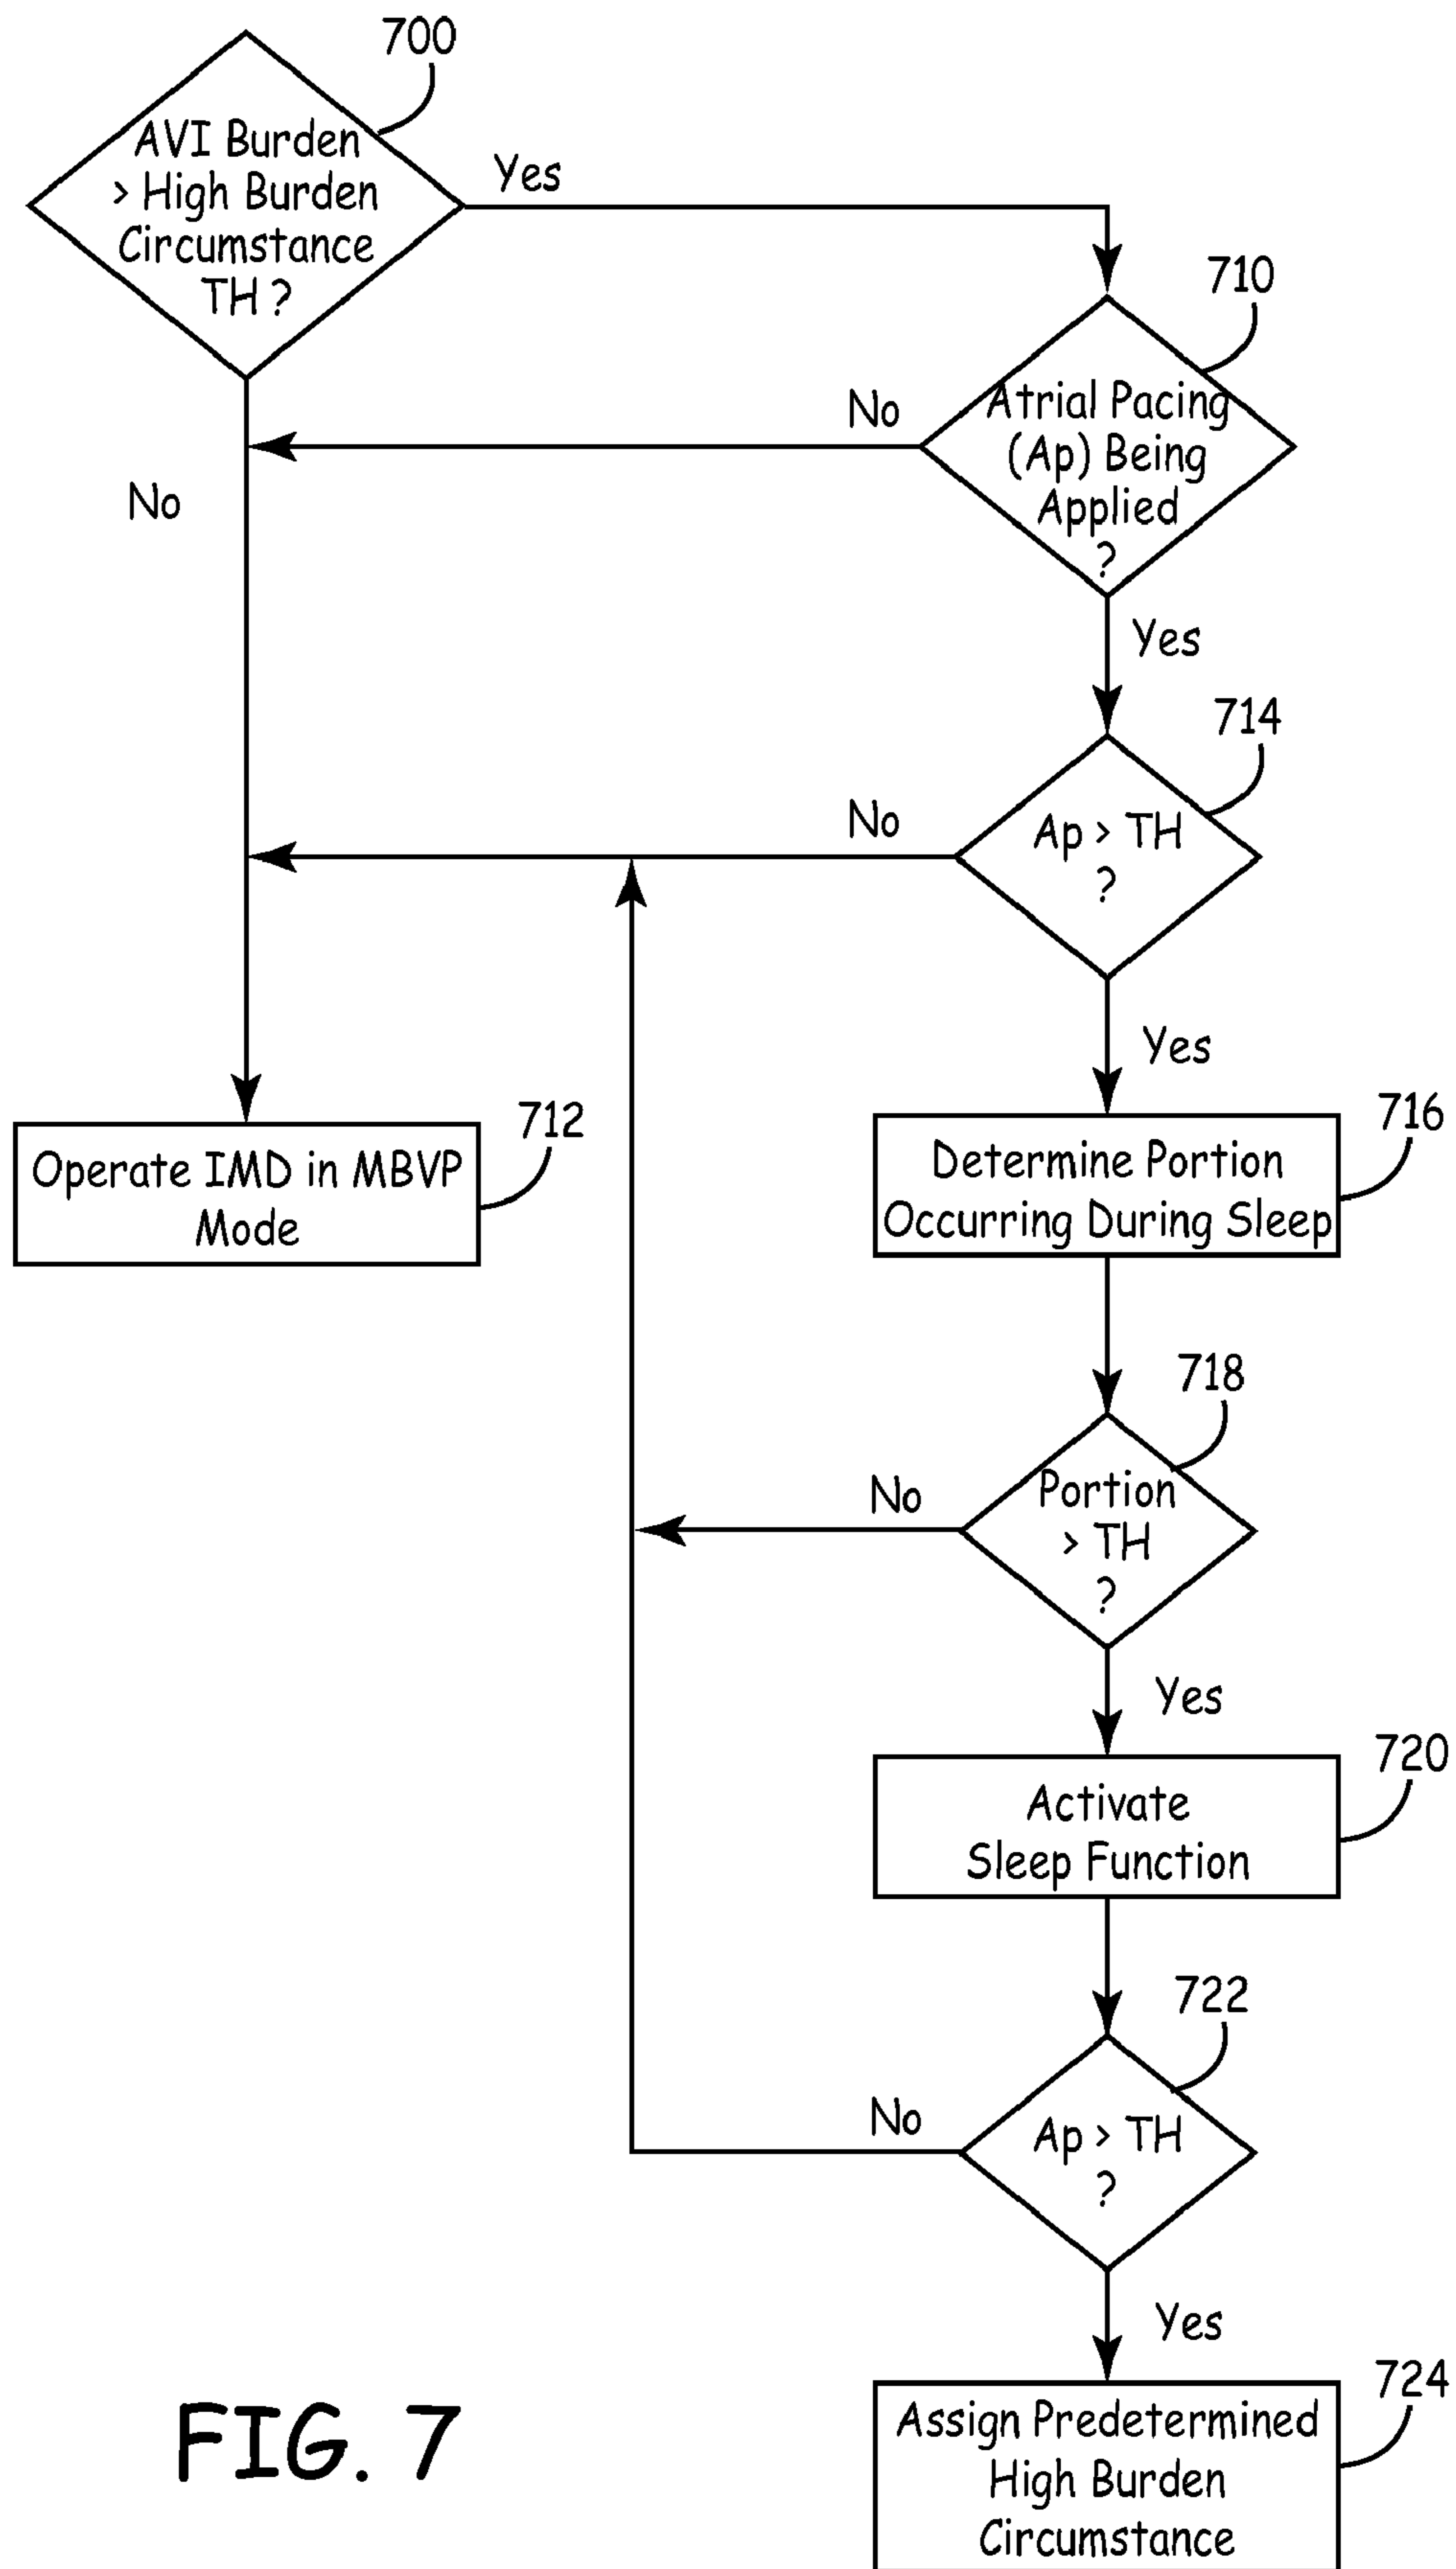 700
AVI Burden
> High Burden
Circumstance
TH ?
Yes
710
No
Atrial Pacing
(Ap) Being
Applied
?
No
Yes
714
No
Ap > TH
?
Yes
712
Operate IMD in MBVP
Mode
716
Determine Portion
Occurring During Sleep
718
No
Portion
> TH
?
Yes
720
Activate
Sleep Function
722
No
Ap > TH
?
Yes
724
Assign Predetermined
High Burden
Circumstance
FIG. 7